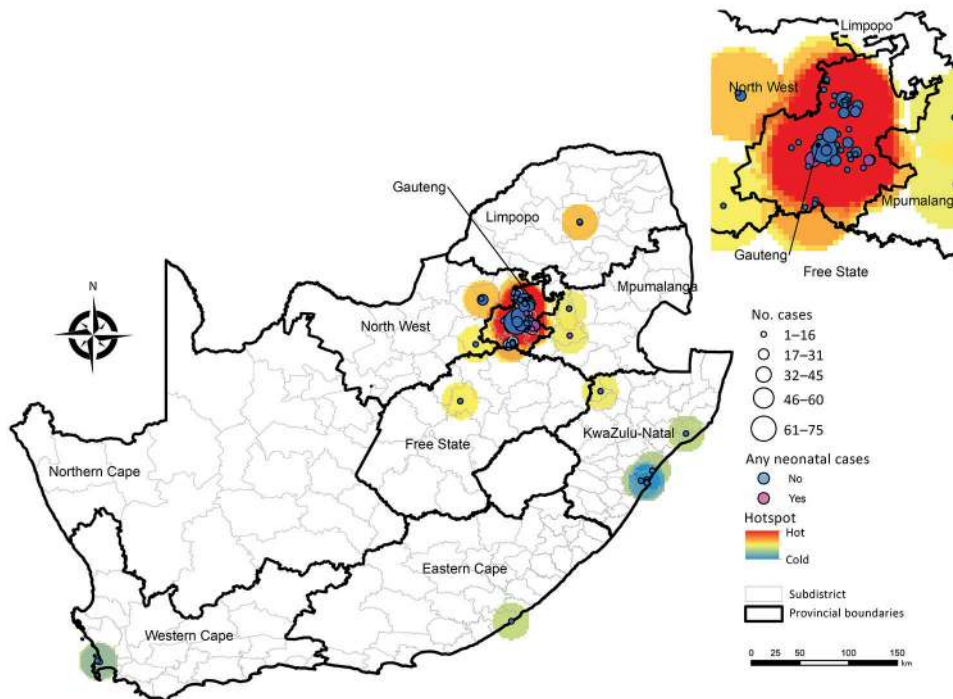 Limpopo
North West
Mpumalanga
Gauteng
Free State
Gauteng
Limpopo
Mpumalanga
North West
N
Free State
KwaZulu-Natal
Northern Cape
Eastern Cape
Western Cape
No. cases
1–16
17–31
32–45
46–60
61–75
Any neonatal cases
No
Yes
Hotspot
Hot
Cold
Subdistrict
Provincial boundaries
0 25 50 100 150
km